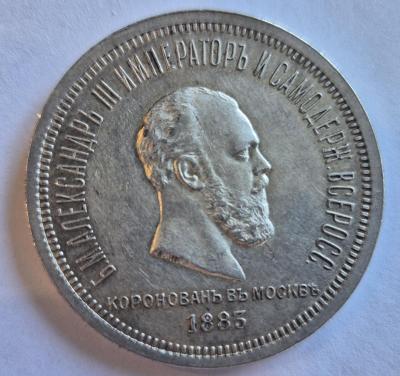 Б.М.АЛЕКСАНДРЪ III ИМПЕРАТОРЪ И САМОДЕРЖ. ВСЕРОСС.
КОРОНОВАНЪ ВЪ МОСКВѢ
1883